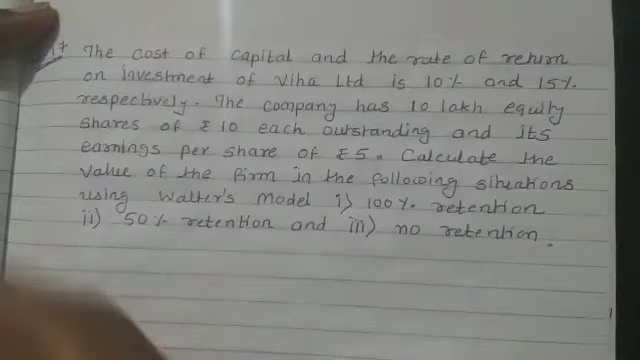 The cost of capital and the rate of return
on investment of Viha Ltd is 10% and 15%
respectively. The company has 10 lakh equity
shares of ₹ 10 each outstanding and its
earnings per share of ₹ 5. Calculate the
value of the firm in the following situations
using Walter's Model i) 100% retention
ii) 50% retention and iii) no retention.